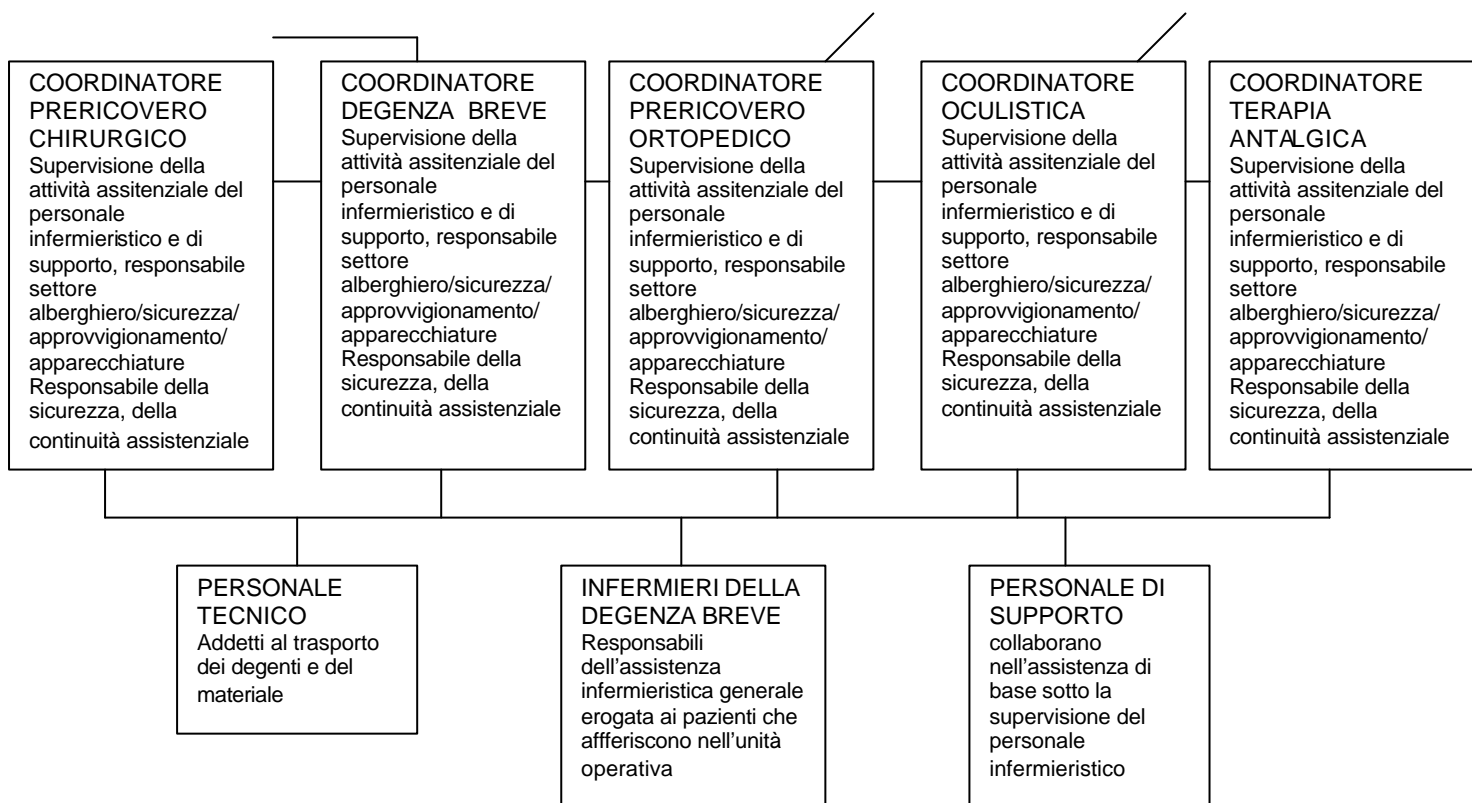 COORDINATORE
PRERICOVERO
CHIRURGICO
Supervisione della
attività assitenziale del
personale
infermieristico e di
supporto, responsabile
settore
alberghiero/sicurezza/
approvvigionamento/
apparecchiature
Responsabile della
sicurezza, della
continuità assistenziale
COORDINATORE
DEGENZA BREVE
Supervisione della
attività assitenziale del
personale
infermieristico e di
supporto, responsabile
settore
alberghiero/sicurezza/
approvvigionamento/
apparecchiature
Responsabile della
sicurezza, della
continuità assistenziale
COORDINATORE
PRERICOVERO
ORTOPEDICO
Supervisione della
attività assitenziale del
personale
infermieristico e di
supporto, responsabile
settore
alberghiero/sicurezza/
approvvigionamento/
apparecchiature
Responsabile della
sicurezza, della
continuità assistenziale
COORDINATORE
OCULISTICA
Supervisione della
attività assitenziale del
personale
infermieristico e di
supporto, responsabile
settore
alberghiero/sicurezza/
approvvigionamento/
apparecchiature
Responsabile della
sicurezza, della
continuità assistenziale
COORDINATORE
TERAPIA
ANTALGICA
Supervisione della
attività assitenziale del
personale
infermieristico e di
supporto, responsabile
settore
alberghiero/sicurezza/
approvvigionamento/
apparecchiature
Responsabile della
sicurezza, della
continuità assistenziale
PERSONALE
TECNICO
Addetti al trasporto
dei degenti e del
materiale
INFERMIERI DELLA
DEGENZA BREVE
Responsabili
dell’assistenza
infermieristica generale
erogata ai pazienti che
affferiscono nell’unità
operativa
PERSONALE DI
SUPPORTO
collaborano
nell’assistenza di
base sotto la
supervisione del
personale
infermieristico